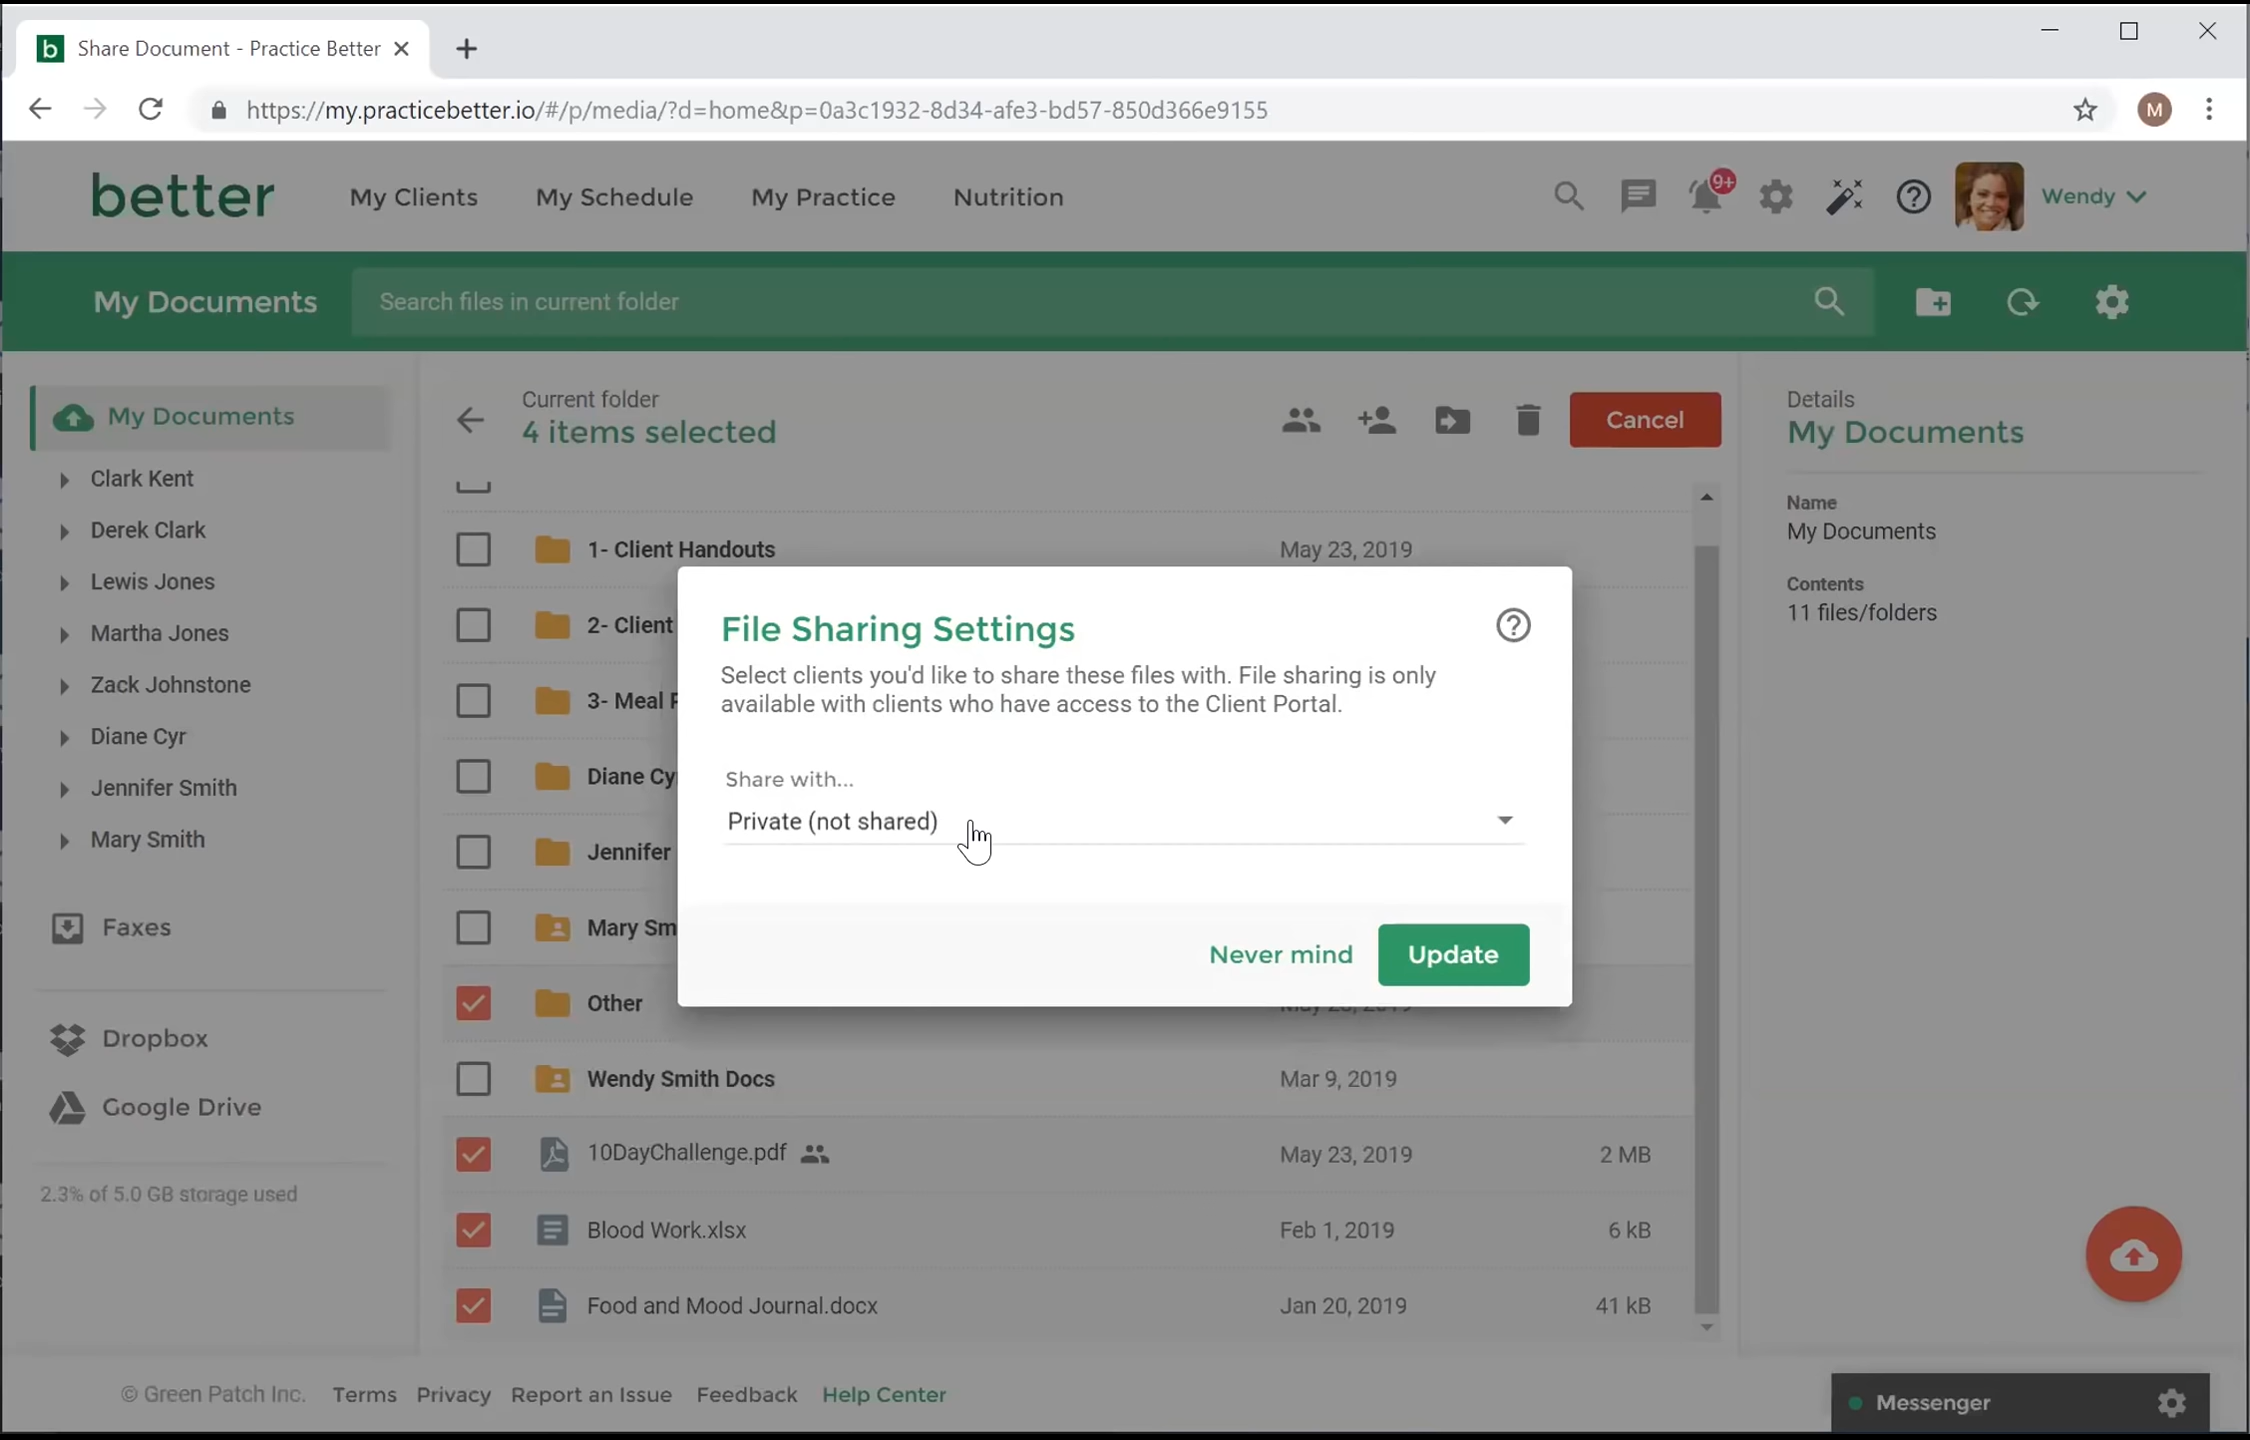 b Share Document - Practice Better
https://my.practicebetter.io/#/p/media/?d=home&p=0a3c1932-8d34-afe3-bd57-850d366e9155
M
better My Clients My Schedule My Practice Nutrition 9+ Wendy
My Documents Search files in current folder
My Documents
Clark Kent
Derek Clark
Lewis Jones
Martha Jones
Zack Johnstone
Diane Cyr
Jennifer Smith
Mary Smith
Faxes
Dropbox
Google Drive
2.3% of 5.0 GB storage used
Current folder
4 items selected
Cancel
1- Client Handouts May 23, 2019
2- Client
3- Meal
Diane Cy
Jennifer
Mary Sm
Other
Wendy Smith Docs Mar 9, 2019
10DayChallenge.pdf May 23, 2019 2 MB
Blood Work.xlsx Feb 1, 2019 6 kB
Food and Mood Journal.docx Jan 20, 2019 41 kB
File Sharing Settings
Select clients you'd like to share these files with. File sharing is only
available with clients who have access to the Client Portal.
Share with...
Private (not shared)
Never mind Update
Details
My Documents
Name
My Documents
Contents
11 files/folders
© Green Patch Inc. Terms Privacy Report an Issue Feedback Help Center
Messenger